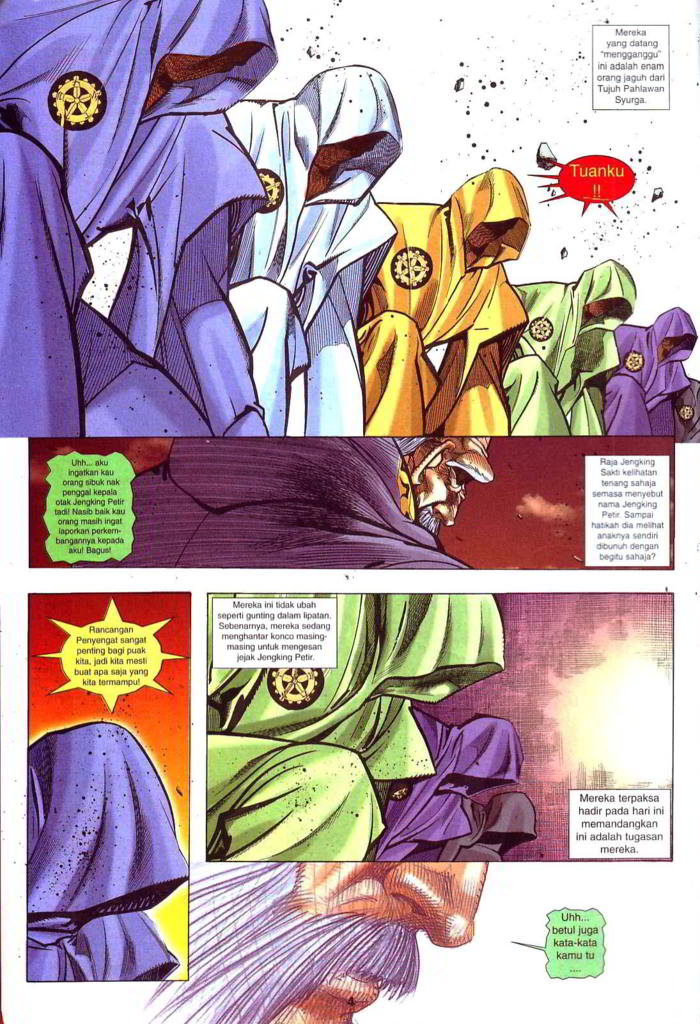 Mereka
yang datang
"mengganggu"
ini adalah enam
orang jaguh dari
Tujuh Pahlawan
Syurga.
Tuanku
!!
Uhh... aku
ingatkan kau
orang sibuk nak
penggal kepala
otak Jengking Petir
tadi! Nasib baik kau
orang masih ingat
laporkan perkem-
bangannya kepada
aku! Bagus!
Raja Jengking
Sakti kelihatan
tenang sahaja
semasa menyebut
nama Jengking
Petir. Sampai
hatikah dia melihat
anaknya sendiri
dibunuh dengan
begitu sahaja?
Rancangan
Penyengat sangat
penting bagi puak
kita, jadi kita mesti
buat apa saja yang
kita termampu!
Mereka ini tidak ubah
seperti gunting dalam lipatan.
Sebenarnya, mereka sedang
menghantar konco masing-
masing untuk mengesan
jejak Jengking Petir.
Mereka terpaksa
hadir pada hari ini
memandangkan
ini adalah tugasan
mereka.
Uhh...
betul juga
kata-kata
kamu tu
....
4